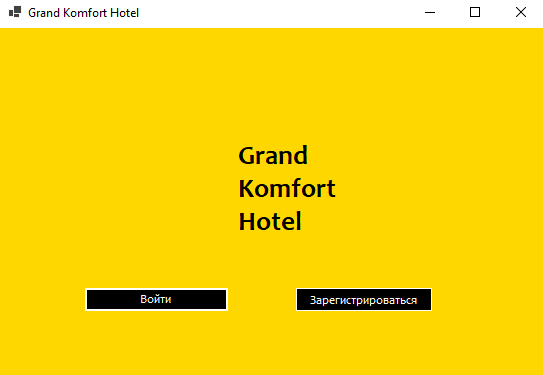 Grand Komfort Hotel
Grand
Komfort
Hotel
Войти
Зарегистрироваться